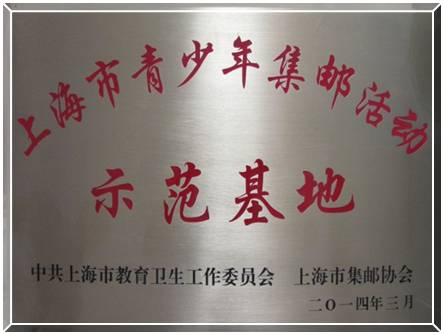 上海市青少年集邮活动
示范基地
中共上海市教育卫生工作委员会 上海市集邮协会
二〇一四年三月